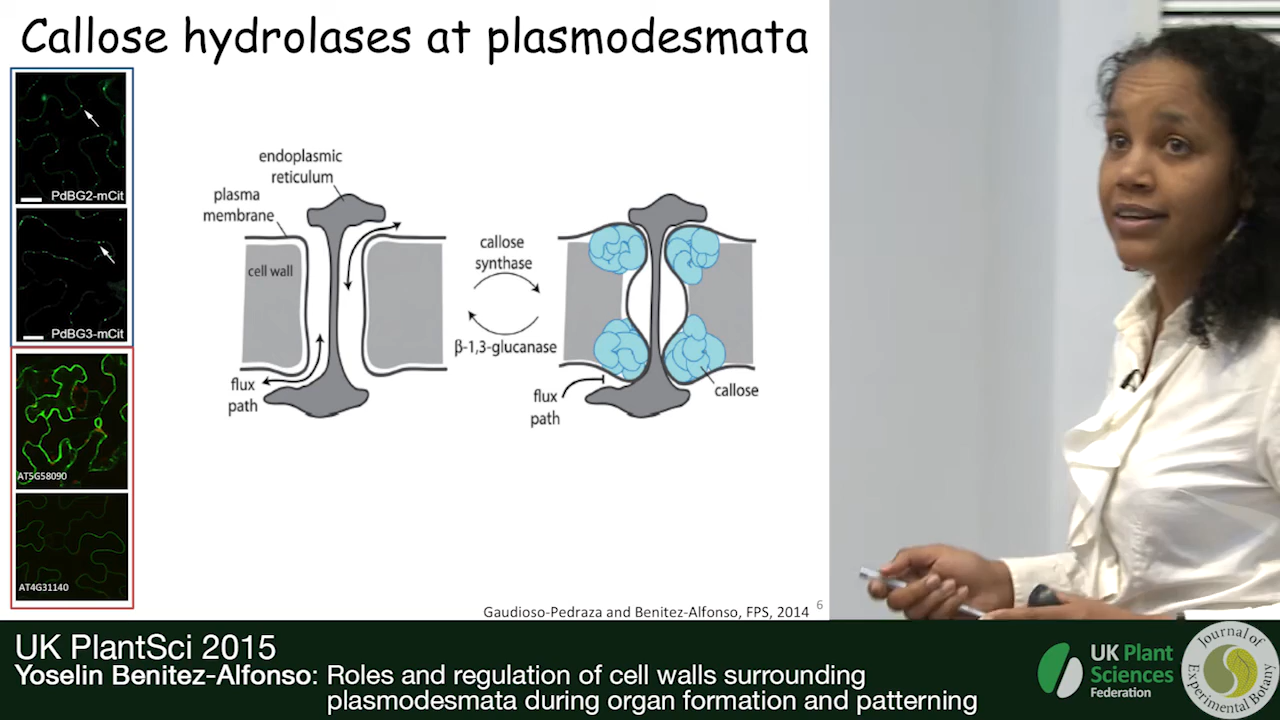 Callose hydrolases at plasmodesmata
PdBG2-mCit
PdBG3-mCit
AT5G58090
AT4G31140
endoplasmic
reticulum
plasma
membrane
cell wall
flux
path
callose
synthase
β-1,3-glucanase
flux
path
callose
Gaudioso-Pedraza and Benitez-Alfonso, FPS, 2014
6
UK PlantSci 2015
Yoselin Benitez-Alfonso: Roles and regulation of cell walls surrounding
plasmodesmata during organ formation and patterning
UK Plant
Sciences
Federation
Journal of
Experimental Botany